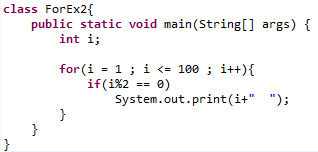 class ForEx2{
    public static void main(String[] args) {
        int i;

        for(i = 1 ; i <= 100 ; i++){
            if(i%2 == 0)
                System.out.print(i+"  ");
        }
    }
}